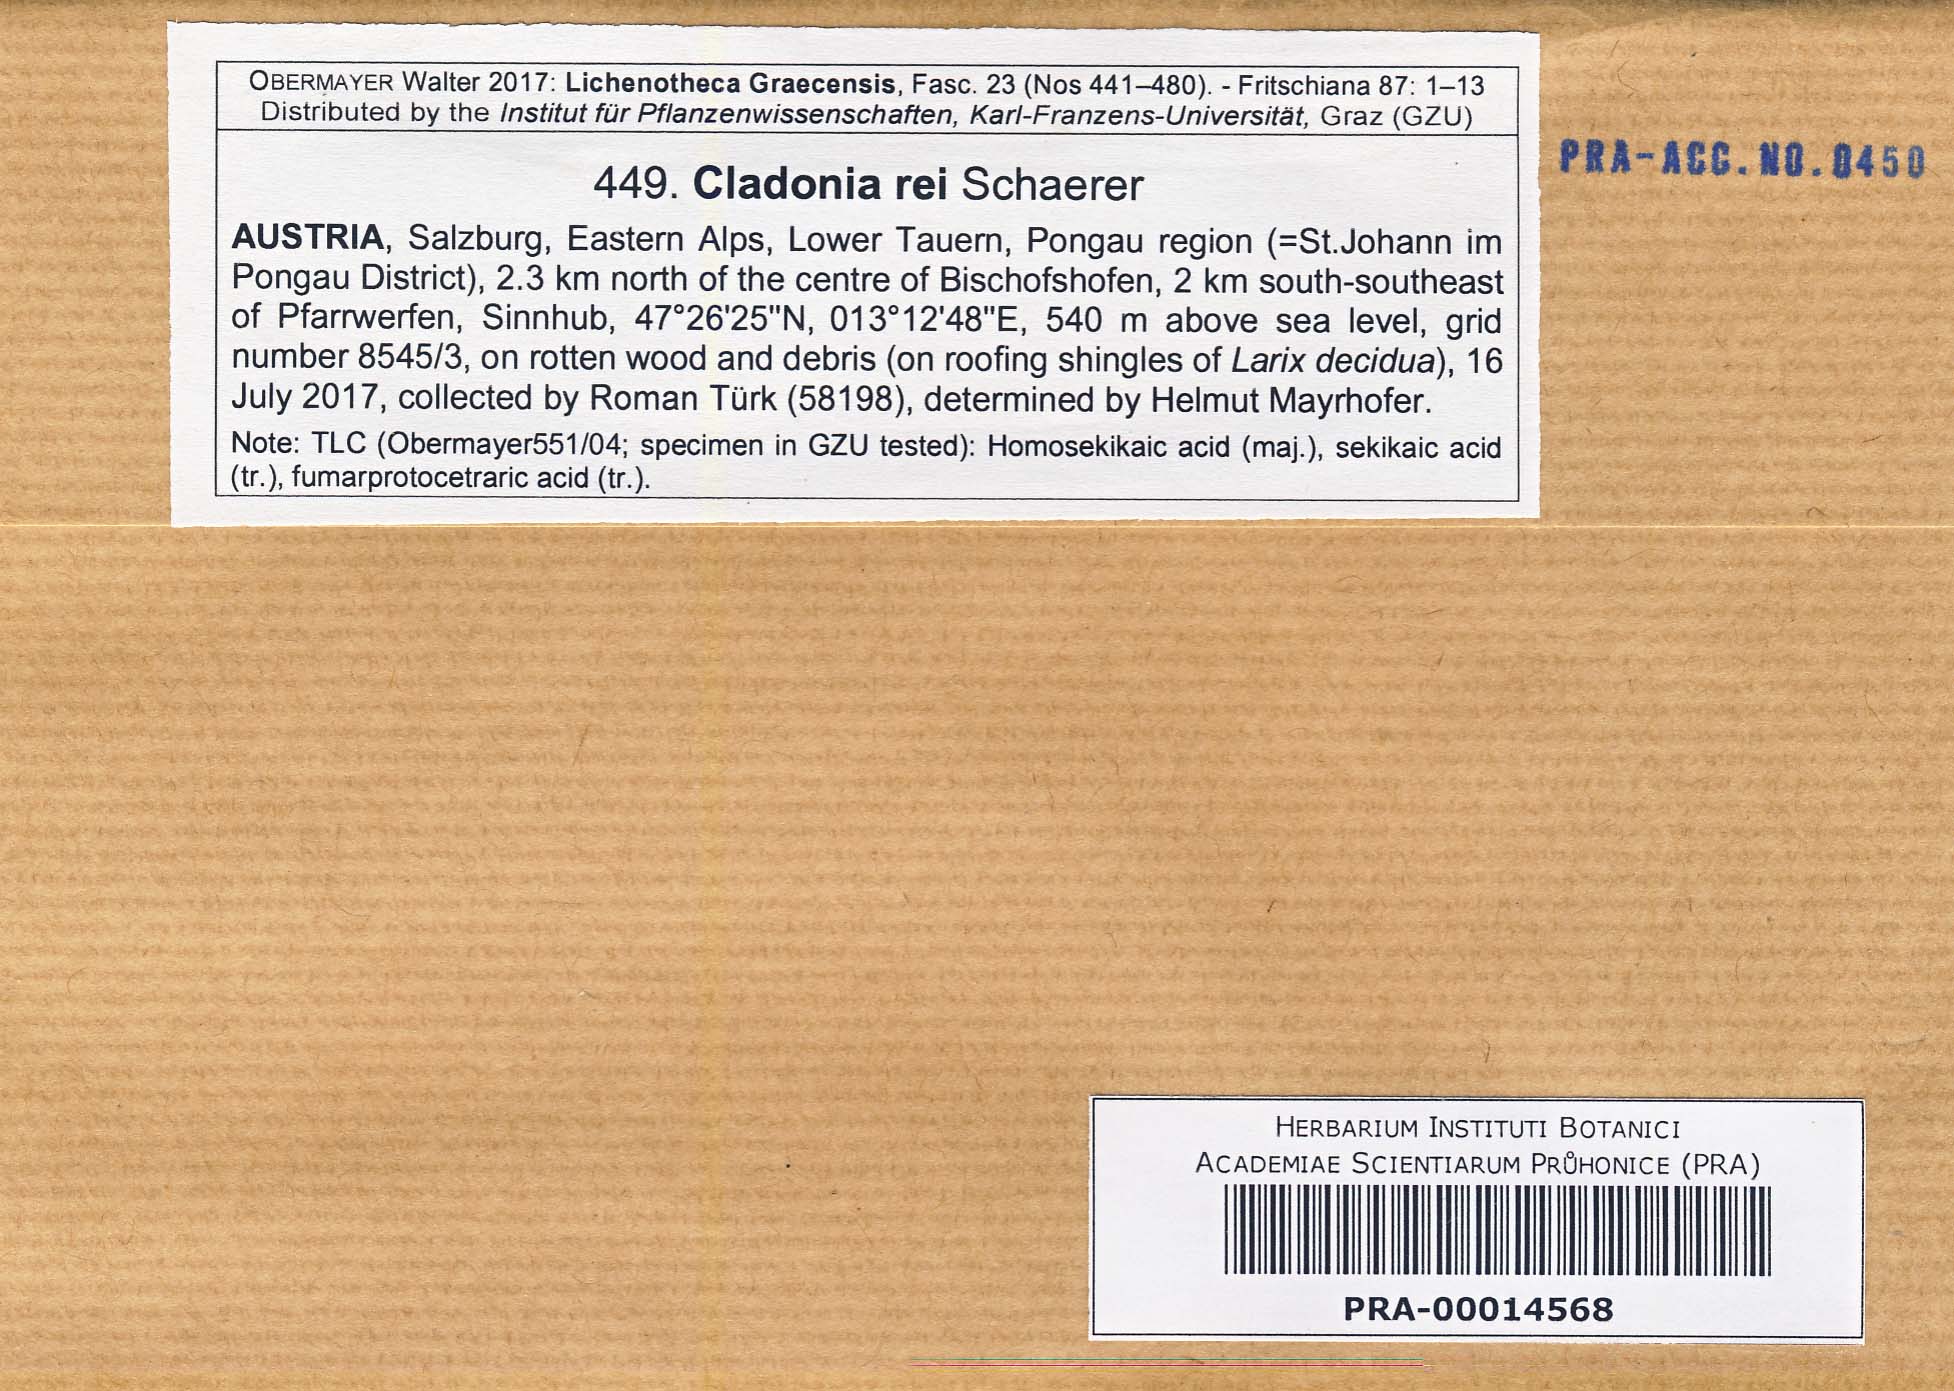 OBERMAYER Walter 2017: Lichenotheca Graecensis, Fasc. 23 (Nos 441–480). - Fritschiana 87: 1–13
Distributed by the Institut für Pflanzenwissenschaften, Karl-Franzens-Universität, Graz (GZU)
PRA-ACC.NO.0450
449. Cladonia rei Schaerer
AUSTRIA, Salzburg, Eastern Alps, Lower Tauern, Pongau region (=St.Johann im
Pongau District), 2.3 km north of the centre of Bischofshofen, 2 km south-southeast
of Pfarrwerfen, Sinnhub, 47°26'25"N, 013°12'48"E, 540 m above sea level, grid
number 8545/3, on rotten wood and debris (on roofing shingles of Larix decidua), 16
July 2017, collected by Roman Türk (58198), determined by Helmut Mayrhofer.
Note: TLC (Obermayer551/04; specimen in GZU tested): Homosekikaic acid (maj.), sekikaic acid
(tr.), fumarprotocetraric acid (tr.).
HERBARIUM INSTITUTI BOTANICI
ACADEMIAE SCIENTIARUM PRŮHONICE (PRA)
PRA-00014568